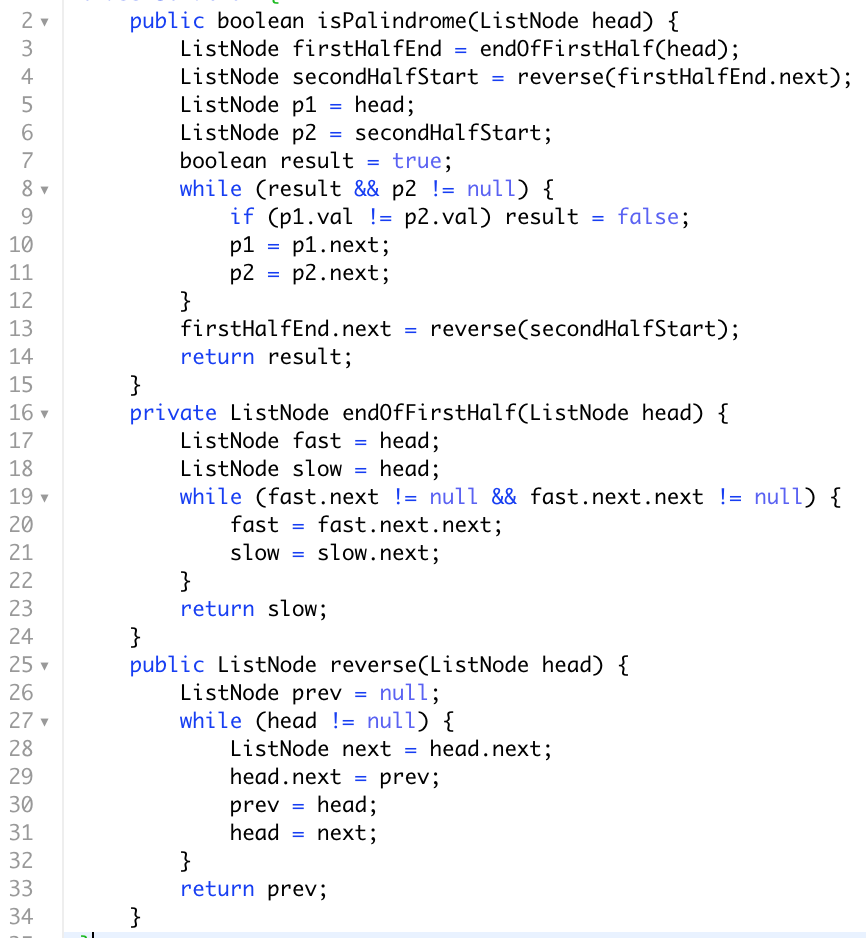 2 ▾ public boolean isPalindrome(ListNode head) {
3 ListNode firstHalfEnd = endOfFirstHalf(head);
4 ListNode secondHalfStart = reverse(firstHalfEnd.next);
5 ListNode p1 = head;
6 ListNode p2 = secondHalfStart;
7 boolean result = true;
8 ▾ while (result && p2 != null) {
9 if (p1.val != p2.val) result = false;
10 p1 = p1.next;
11 p2 = p2.next;
12 }
13 firstHalfEnd.next = reverse(secondHalfStart);
14 return result;
15 }
16 ▾ private ListNode endOfFirstHalf(ListNode head) {
17 ListNode fast = head;
18 ListNode slow = head;
19 ▾ while (fast.next != null && fast.next.next != null) {
20 fast = fast.next.next;
21 slow = slow.next;
22 }
23 return slow;
24 }
25 ▾ public ListNode reverse(ListNode head) {
26 ListNode prev = null;
27 ▾ while (head != null) {
28 ListNode next = head.next;
29 head.next = prev;
30 prev = head;
31 head = next;
32 }
33 return prev;
34 }